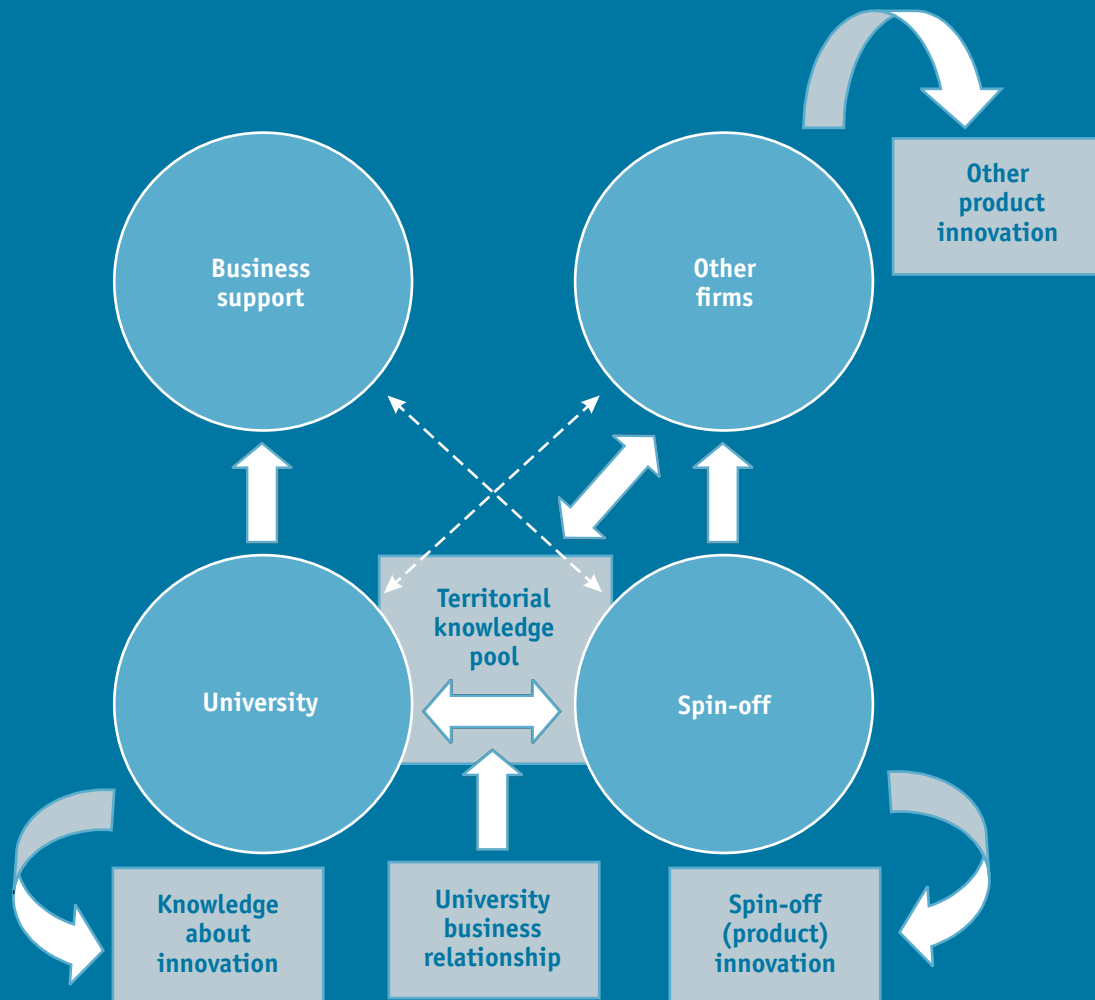 Other
product
innovation
Business
support
Other
firms
Territorial
knowledge
pool
University
Spin-off
Knowledge
about
innovation
University
business
relationship
Spin-off
(product)
innovation